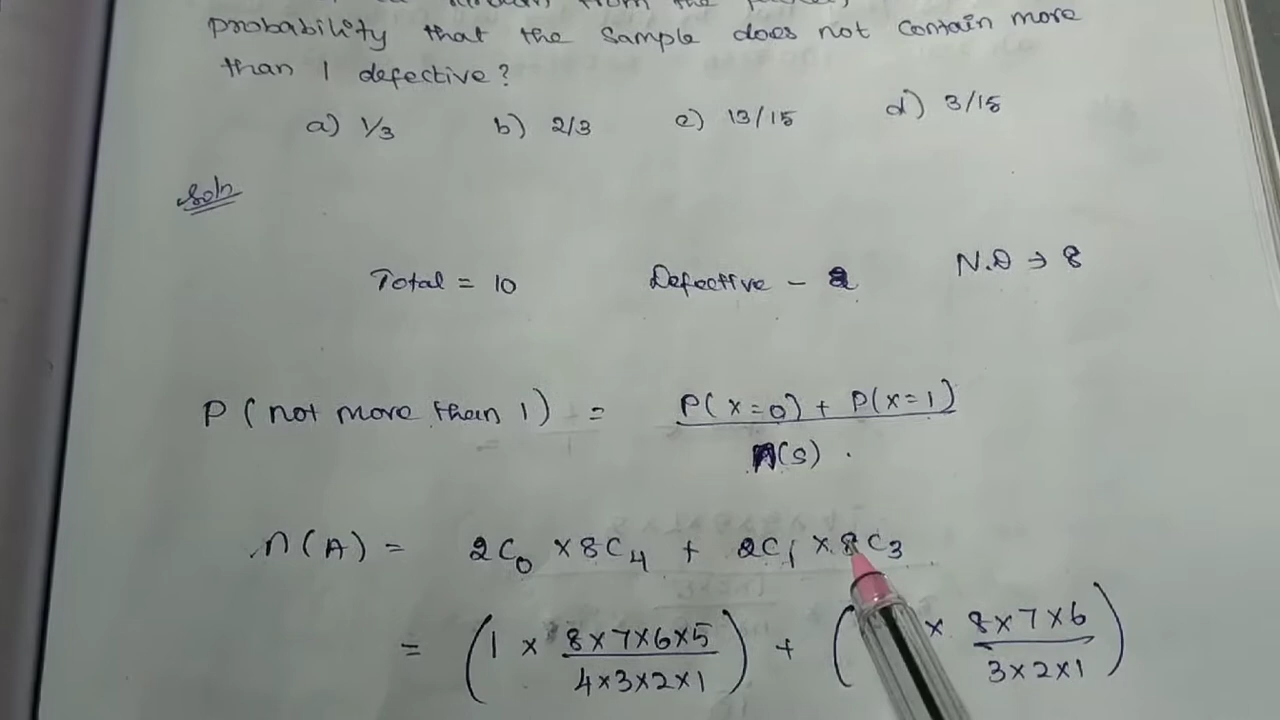 from the
probability that the Sample does not contain more
than 1 defective?
a) 1/3 b) 2/3 c) 13/15 d) 3/15
Soln
Total = 10 Defective - 2 N.D → 8
P ( not more than 1 ) = P(x=0) + P(x=1)
n(S) .
n(A) = 2C0 × 8C4 + 2C1 × 8C3
= (1 × 8×7×6×5 / 4×3×2×1) + ( × 8×7×6 / 3×2×1)